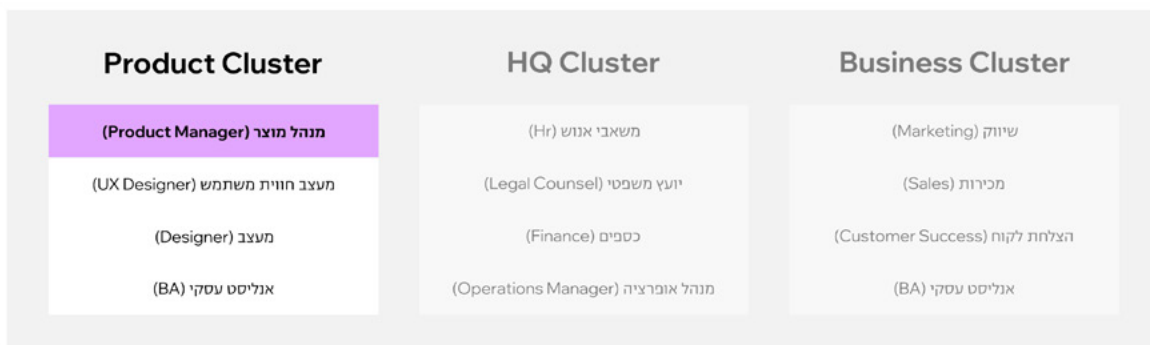 Product Cluster
מנהל מוצר (Product Manager)
מעצב חווית משתמש (UX Designer)
מעצב (Designer)
אנליסט עסקי (BA)
HQ Cluster
משאבי אנוש (Hr)
יועץ משפטי (Legal Counsel)
כספים (Finance)
מנהל אופרציה (Operations Manager)
Business Cluster
שיווק (Marketing)
מכירות (Sales)
הצלחת לקוח (Customer Success)
אנליסט עסקי (BA)